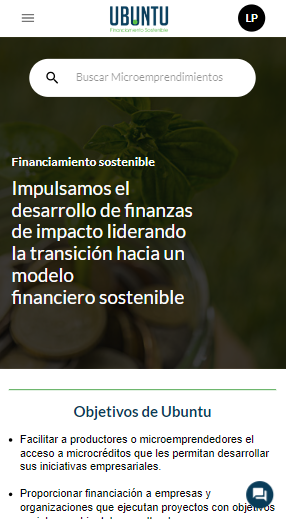 UBUNTU
Financiamiento Sostenible
LP
Buscar Microemprendimientos
Financiamiento sostenible
Impulsamos el
desarrollo de finanzas
de impacto liderando
la transición hacia un
modelo
financiero sostenible
Objetivos de Ubuntu
• Facilitar a productores o microemprendedores el
acceso a microcréditos que les permitan desarrollar
sus iniciativas empresariales.
• Proporcionar financiación a empresas y
organizaciones que ejecutan proyectos con objetivos